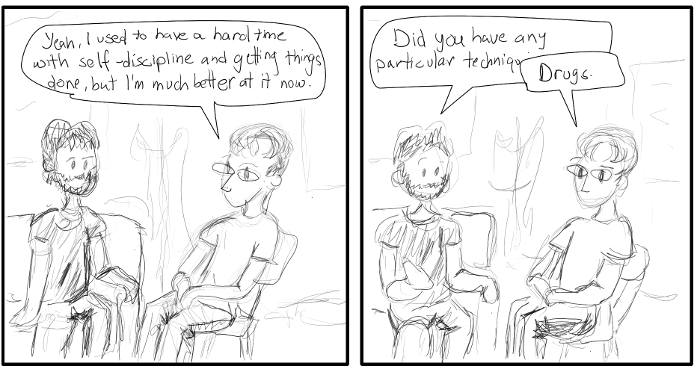 Yeah, I used to have a hard time
with self-discipline and getting things
done, but I'm much better at it now.
Did you have any
particular techniqu
Drugs.